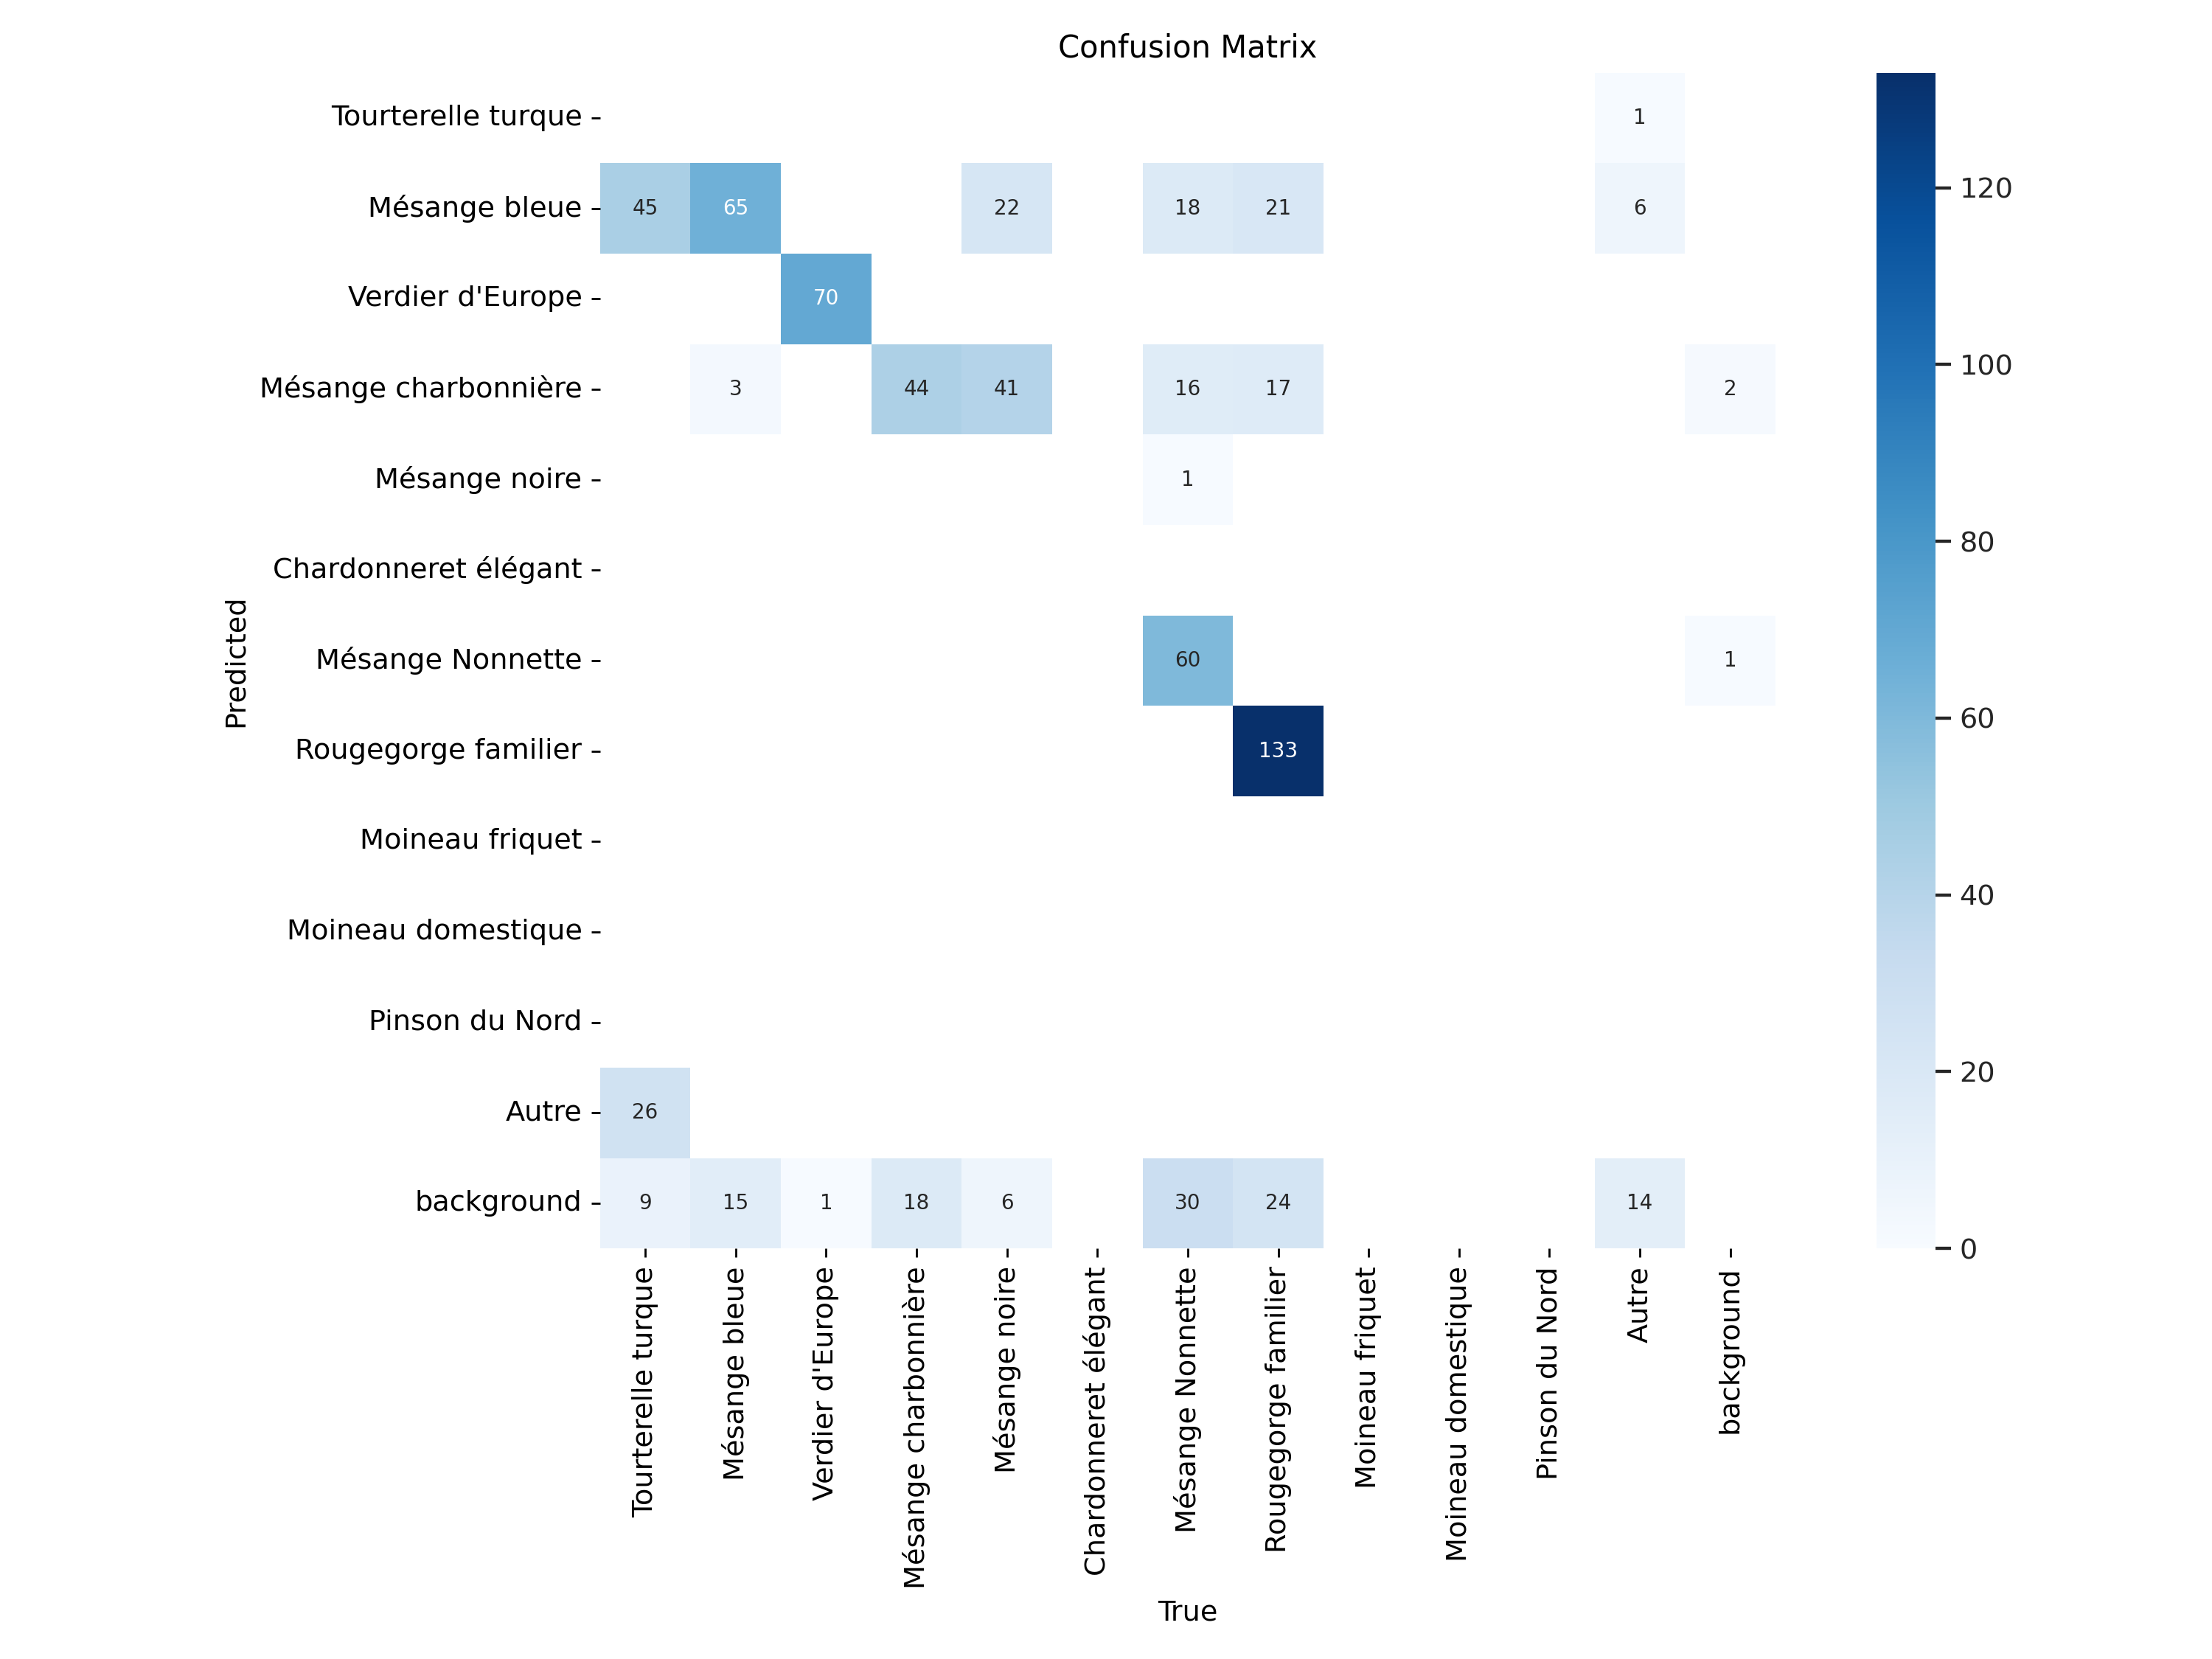 Confusion Matrix
Tourterelle turque
1
Mésange bleue
45 65 22 18 21 6
Verdier d'Europe
70
Mésange charbonnière
3 44 41 16 17 2
Mésange noire
1
Chardonneret élégant
Mésange Nonnette
60 1
Rougegorge familier
133
Moineau friquet
Moineau domestique
Pinson du Nord
Autre
26
background
9 15 1 18 6 30 24 14
Predicted
Tourterelle turque
Mésange bleue
Verdier d'Europe
Mésange charbonnière
Mésange noire
Chardonneret élégant
Mésange Nonnette
Rougegorge familier
Moineau friquet
Moineau domestique
Pinson du Nord
Autre
background
True
120
100
80
60
40
20
0